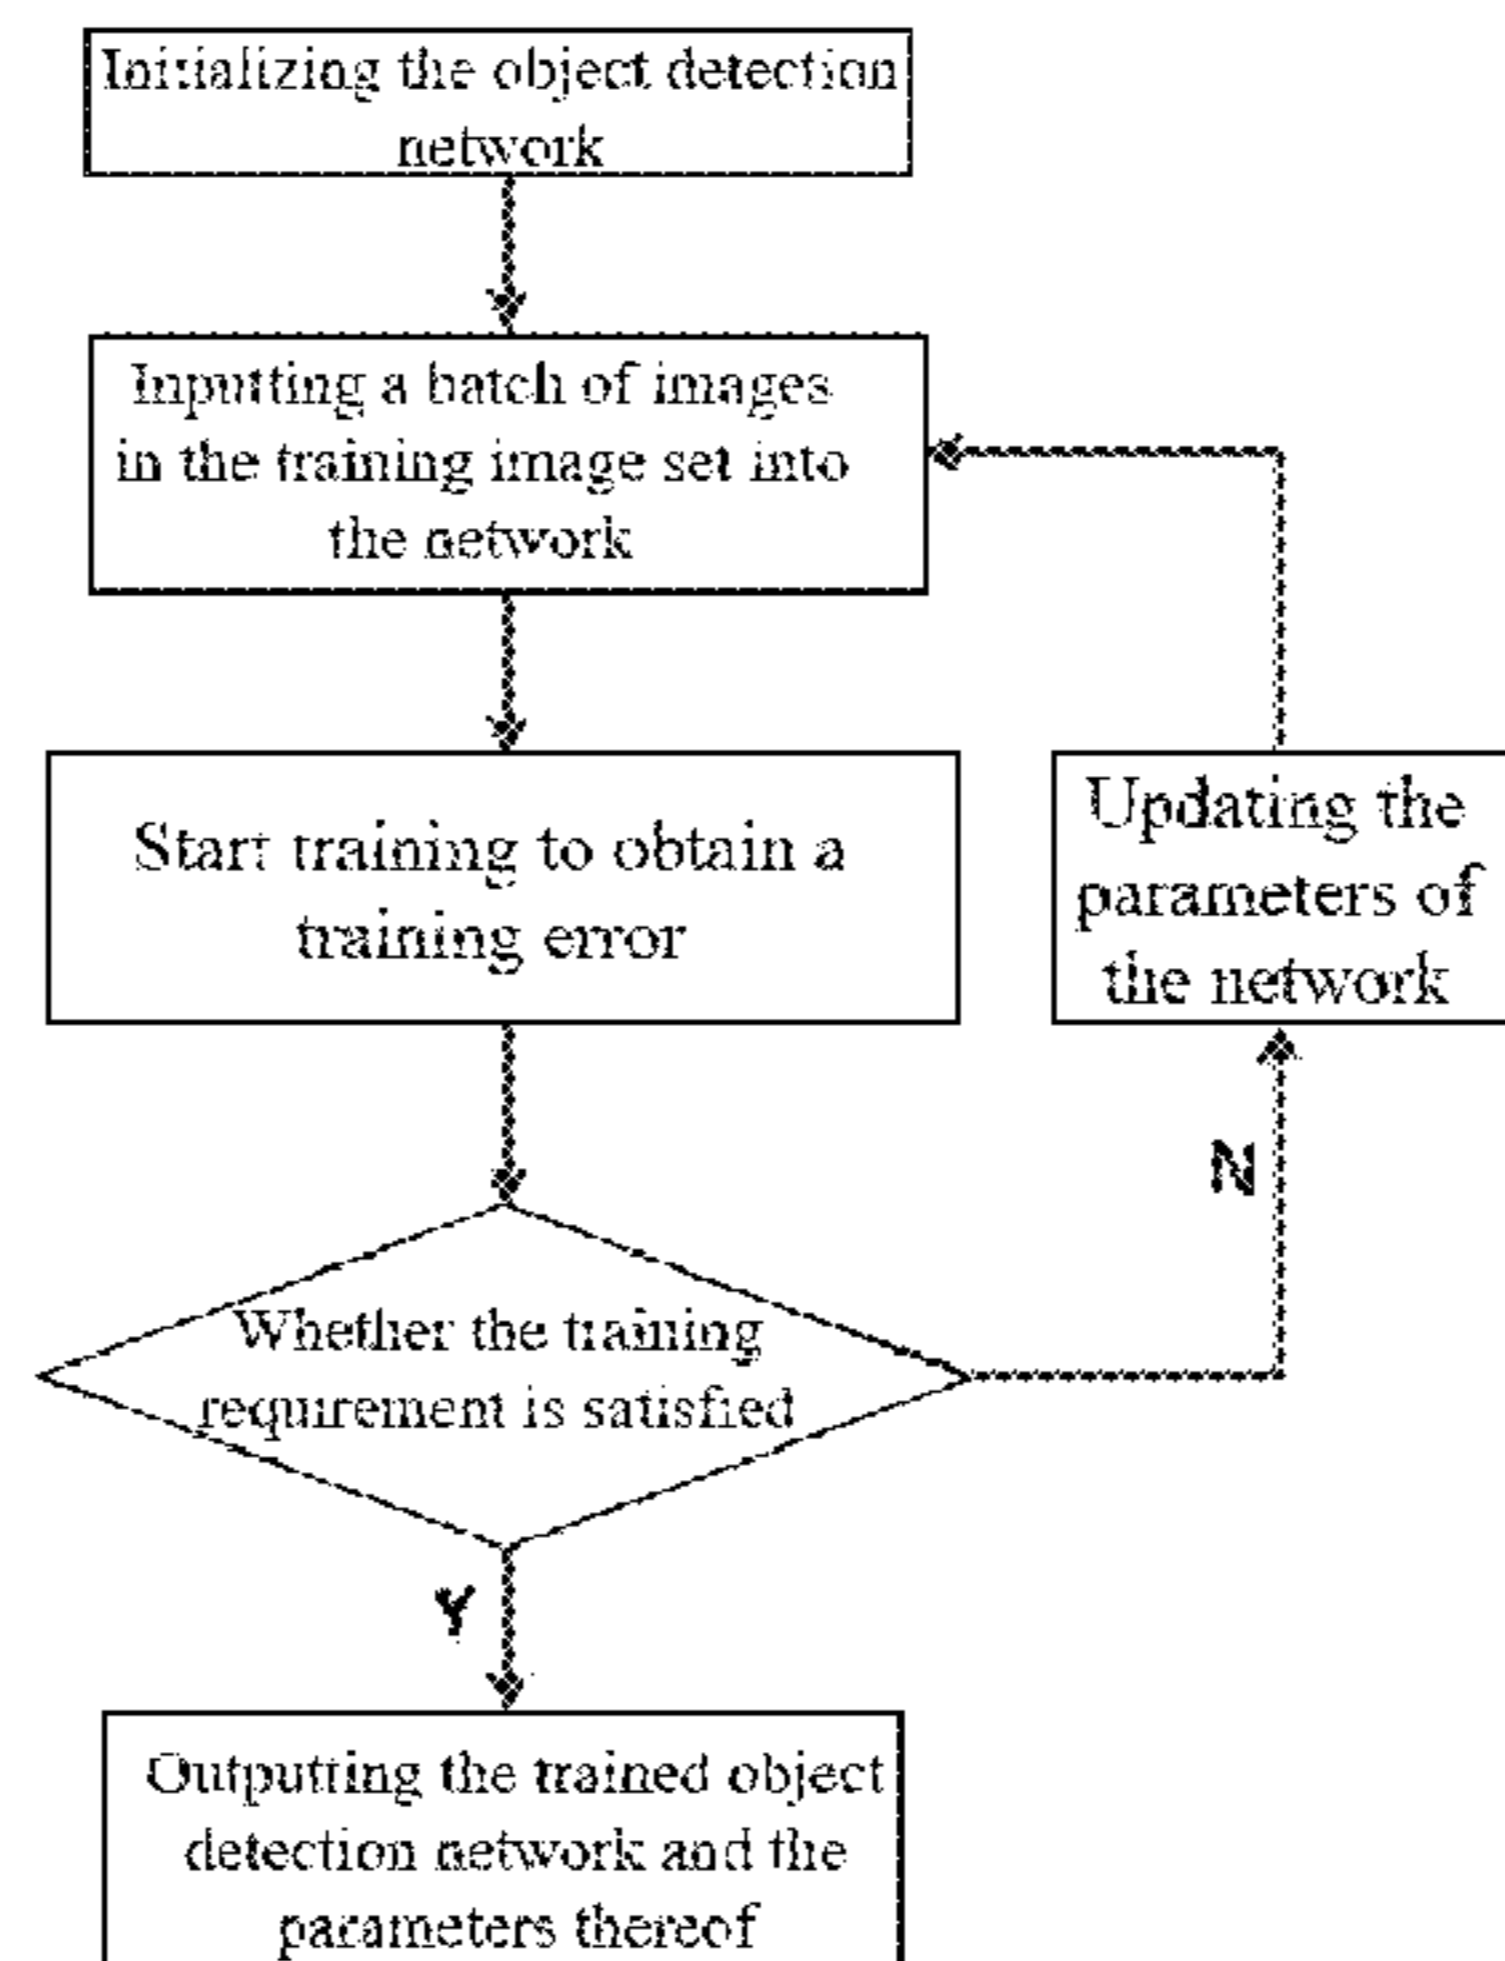 Initializing the object detection
network
Inputting a batch of images
in the training image set into
the network
Start training to obtain a
training error
Updating the
parameters of
the network
N
Whether the training
requirement is satisfied
Y
Outputting the trained object
detection network and the
parameters thereof